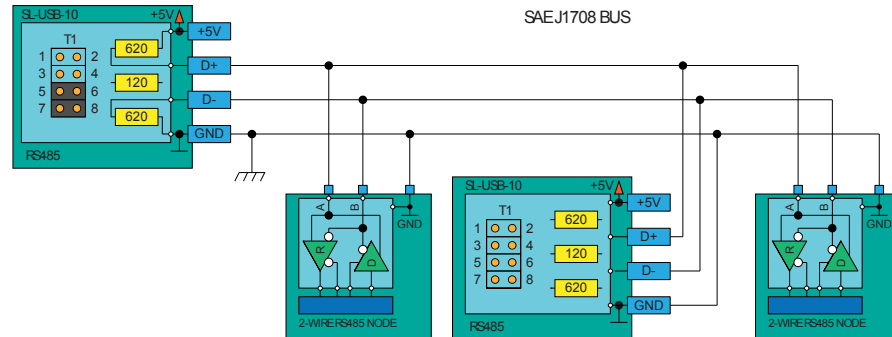 SAEJ1708 BUS
SL-USB-10 +5V
T1
1 2
3 4
5 6
7 8
620
120
620
+5V
D+
D-
GND
RS485
A B
GND
R D
2-WIRE RS485 NODE
SL-USB-10 +5V
T1
1 2
3 4
5 6
7 8
620
120
620
+5V
D+
D-
GND
RS485
A B
GND
R D
2-WIRE RS485 NODE